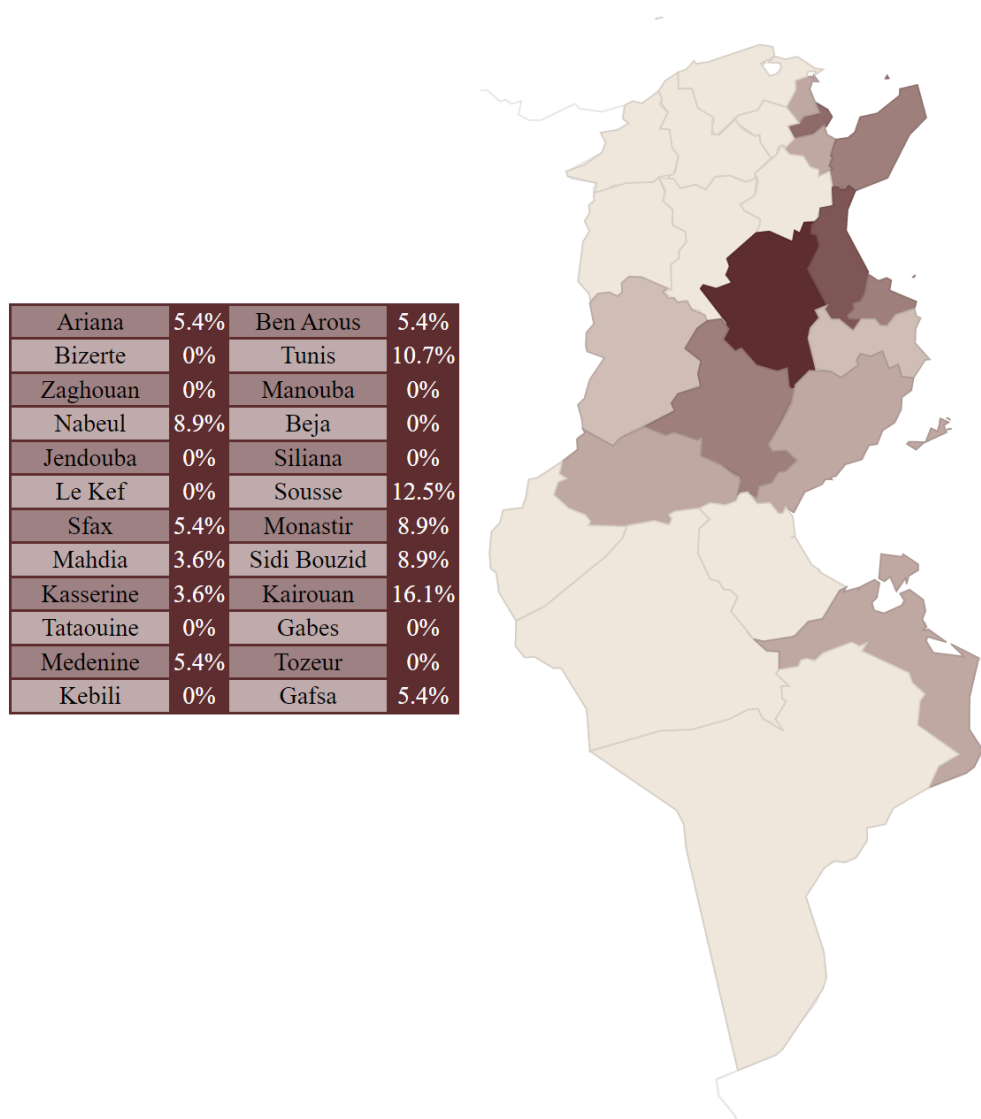 Ariana 5.4% Ben Arous 5.4%
Bizerte 0% Tunis 10.7%
Zaghouan 0% Manouba 0%
Nabeul 8.9% Beja 0%
Jendouba 0% Siliana 0%
Le Kef 0% Sousse 12.5%
Sfax 5.4% Monastir 8.9%
Mahdia 3.6% Sidi Bouzid 8.9%
Kasserine 3.6% Kairouan 16.1%
Tataouine 0% Gabes 0%
Medenine 5.4% Tozeur 0%
Kebili 0% Gafsa 5.4%